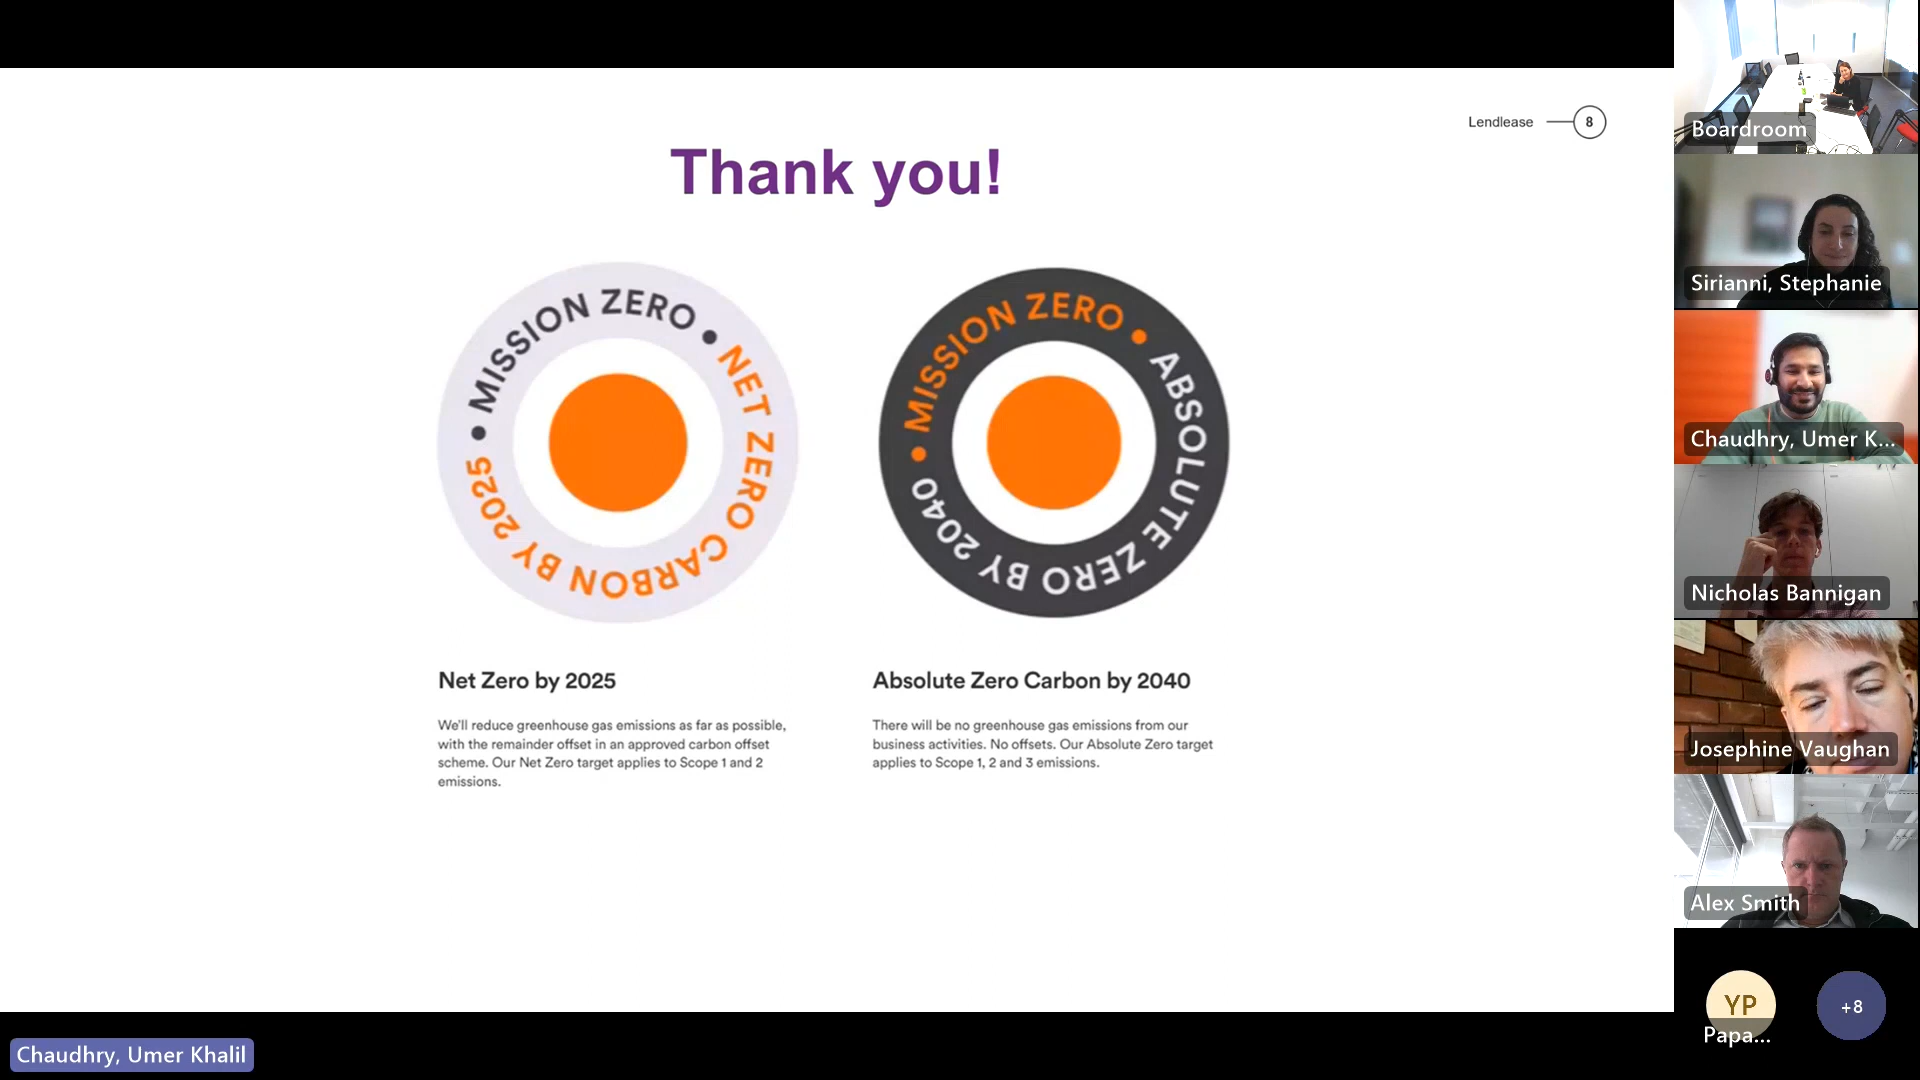 Lendlease
8
Thank you!
• MISSION ZERO • NET ZERO CARBON BY 2025
• MISSION ZERO • ABSOLUTE ZERO BY 2040
Net Zero by 2025
We'll reduce greenhouse gas emissions as far as possible,
with the remainder offset in an approved carbon offset
scheme. Our Net Zero target applies to Scope 1 and 2
emissions.
Absolute Zero Carbon by 2040
There will be no greenhouse gas emissions from our
business activities. No offsets. Our Absolute Zero target
applies to Scope 1, 2 and 3 emissions.
Chaudhry, Umer Khalil
Boardroom
Sirianni, Stephanie
Chaudhry, Umer K...
Nicholas Bannigan
Josephine Vaughan
Alex Smith
YP
Papa...
+8